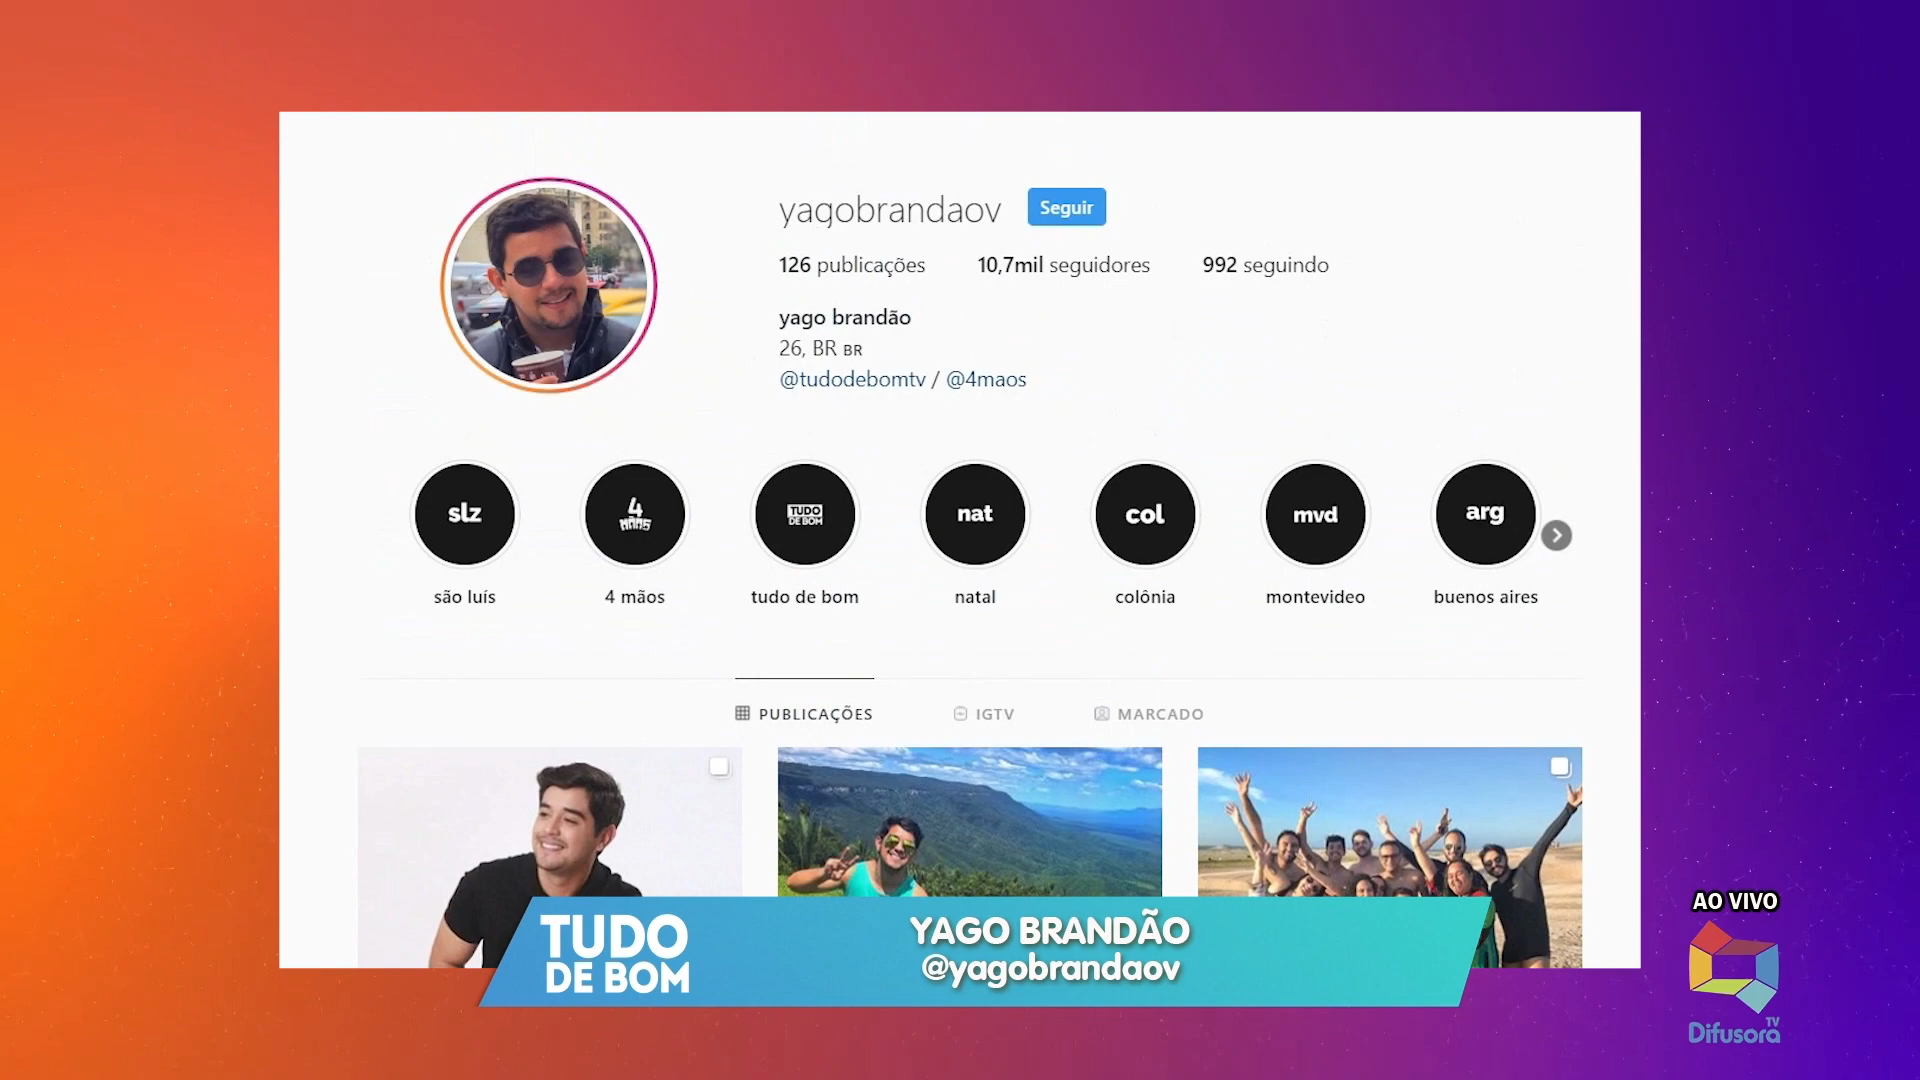 yagobrandaov
Seguir
126 publicações
10,7mil seguidores
992 seguindo
yago brandão
26, BR BR
@tudodebomtv / @4maos
slz
4
MÃOS
TUDO
DE BOM
nat
col
mvd
arg
são luís
4 mãos
tudo de bom
natal
colônia
montevideo
buenos aires
PUBLICAÇÕES
IGTV
MARCADO
TUDO
DE BOM
YAGO BRANDÃO
@yagobrandaov
AO VIVO
TV
Difusora